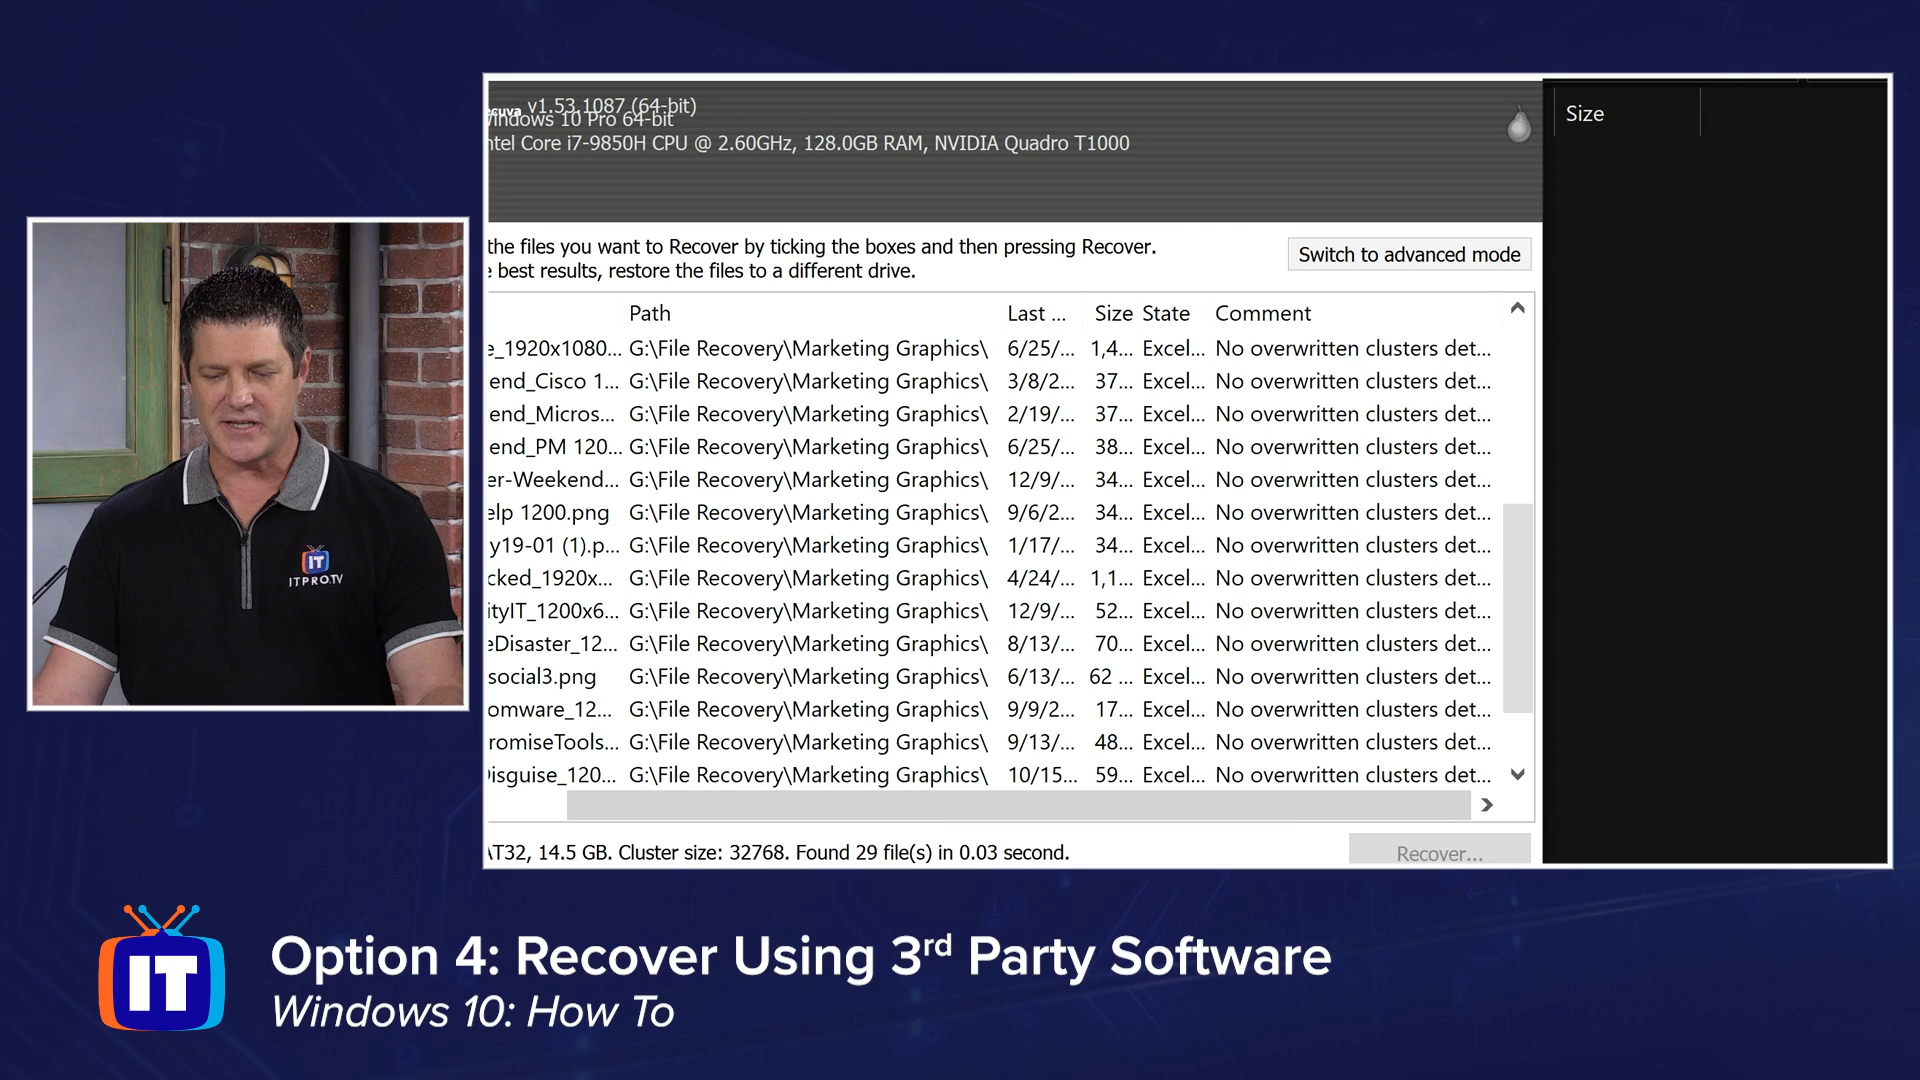 ecuva v1.53.1087 (64-bit)
indows 10 Pro 64-bit
ntel Core i7-9850H CPU @ 2.60GHz, 128.0GB RAM, NVIDIA Quadro T1000
Size
the files you want to Recover by ticking the boxes and then pressing Recover.
best results, restore the files to a different drive.
Switch to advanced mode
Path Last ... Size State Comment
e_1920x1080... G:\File Recovery\Marketing Graphics\ 6/25/... 1,4... Excel... No overwritten clusters det...
end_Cisco 1... G:\File Recovery\Marketing Graphics\ 3/8/2... 37... Excel... No overwritten clusters det...
end_Micros... G:\File Recovery\Marketing Graphics\ 2/19/... 37... Excel... No overwritten clusters det...
end_PM 120... G:\File Recovery\Marketing Graphics\ 6/25/... 38... Excel... No overwritten clusters det...
er-Weekend... G:\File Recovery\Marketing Graphics\ 12/9/... 34... Excel... No overwritten clusters det...
elp 1200.png G:\File Recovery\Marketing Graphics\ 9/6/2... 34... Excel... No overwritten clusters det...
y19-01 (1).p... G:\File Recovery\Marketing Graphics\ 1/17/... 34... Excel... No overwritten clusters det...
cked_1920x... G:\File Recovery\Marketing Graphics\ 4/24/... 1,1... Excel... No overwritten clusters det...
ityIT_1200x6... G:\File Recovery\Marketing Graphics\ 12/9/... 52... Excel... No overwritten clusters det...
eDisaster_12... G:\File Recovery\Marketing Graphics\ 8/13/... 70... Excel... No overwritten clusters det...
social3.png G:\File Recovery\Marketing Graphics\ 6/13/... 62 ... Excel... No overwritten clusters det...
omware_12... G:\File Recovery\Marketing Graphics\ 9/9/2... 17... Excel... No overwritten clusters det...
romiseTools... G:\File Recovery\Marketing Graphics\ 9/13/... 48... Excel... No overwritten clusters det...
isguise_120... G:\File Recovery\Marketing Graphics\ 10/15... 59... Excel... No overwritten clusters det...
AT32, 14.5 GB. Cluster size: 32768. Found 29 file(s) in 0.03 second.
Recover...
IT
ITPRO.TV
IT
Option 4: Recover Using 3rd Party Software
Windows 10: How To